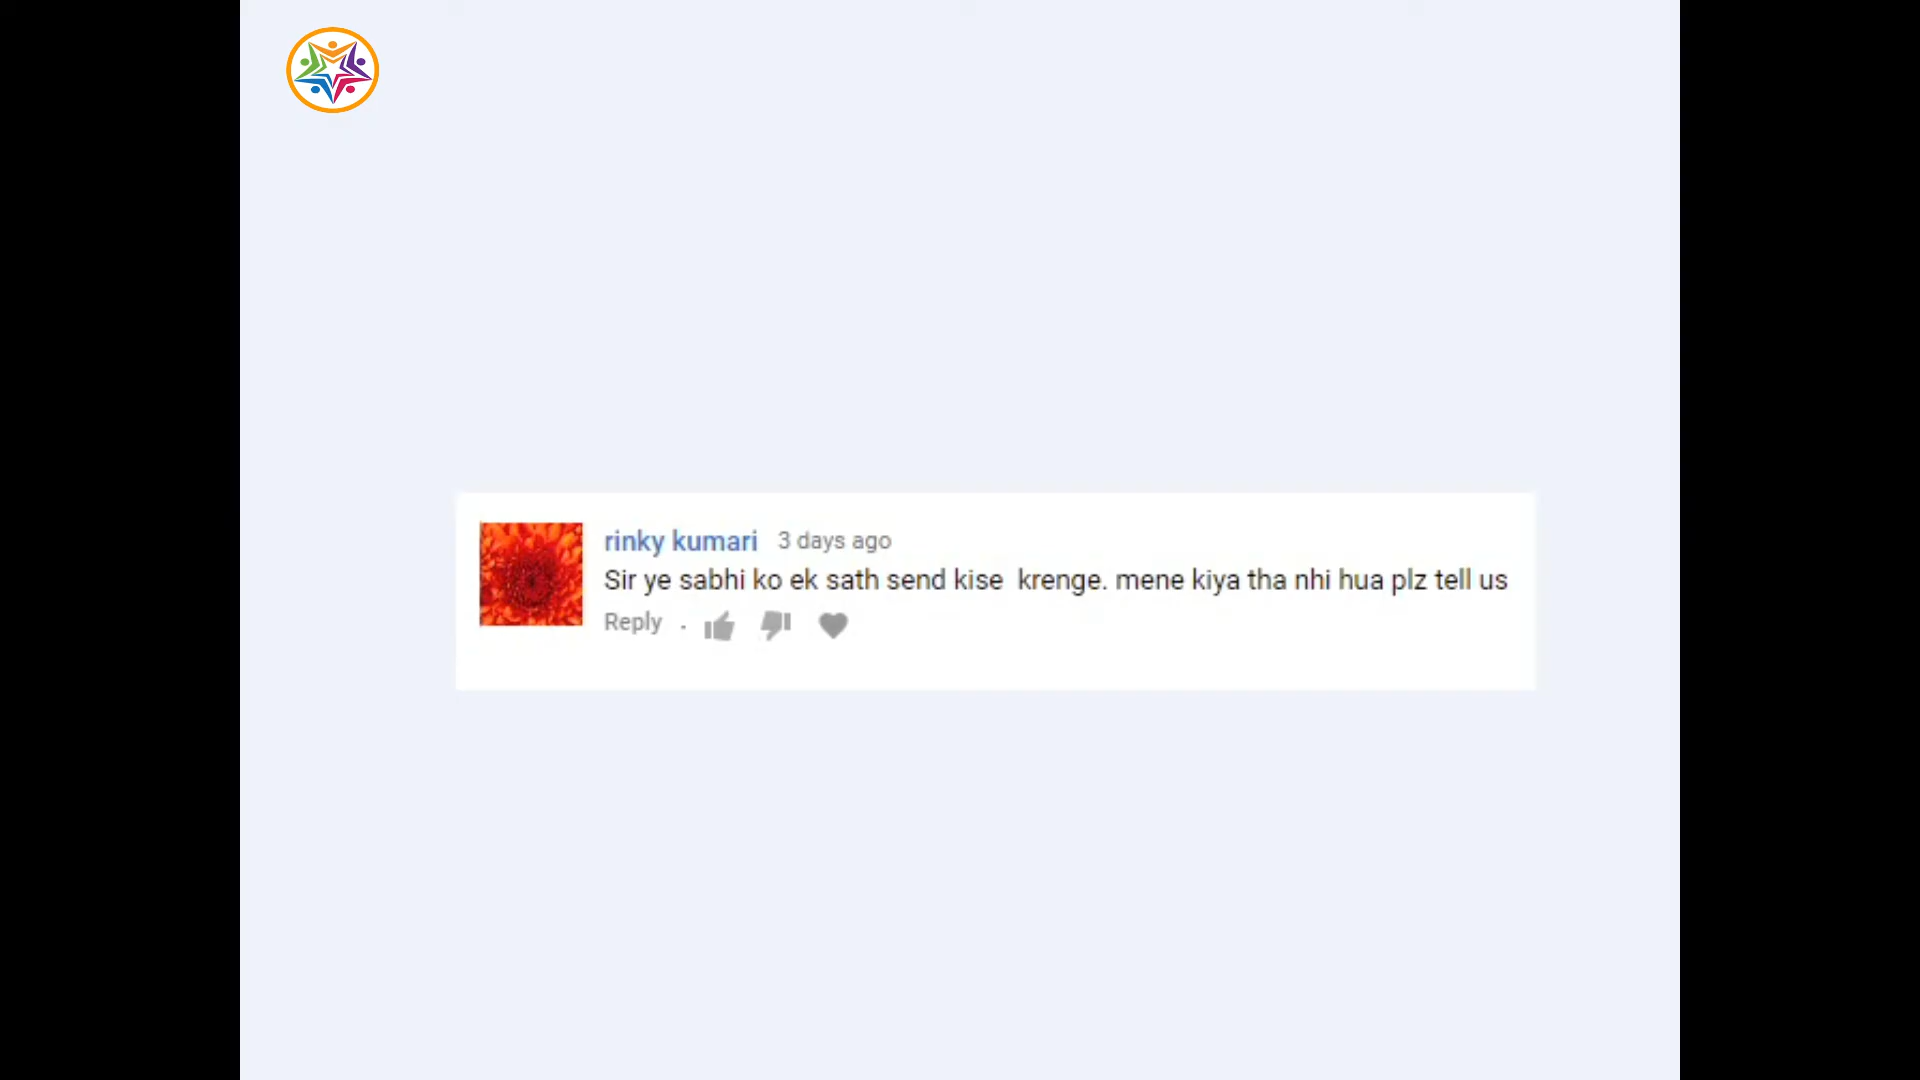 rinky kumari 3 days ago
Sir ye sabhi ko ek sath send kise krenge. mene kiya tha nhi hua plz tell us
Reply .